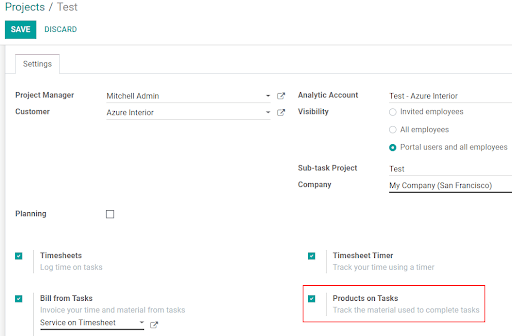 Projects / Test
SAVE DISCARD
Settings
Project Manager Mitchell Admin
Customer Azure Interior
Analytic Account Test - Azure Interior
Visibility Invited employees
All employees
Portal users and all employees
Sub-task Project Test
Company My Company (San Francisco)
Planning
Timesheets
Log time on tasks
Timesheet Timer
Track your time using a timer
Bill from Tasks
Invoice your time and material from tasks
Service on Timesheet
Products on Tasks
Track the material used to complete tasks